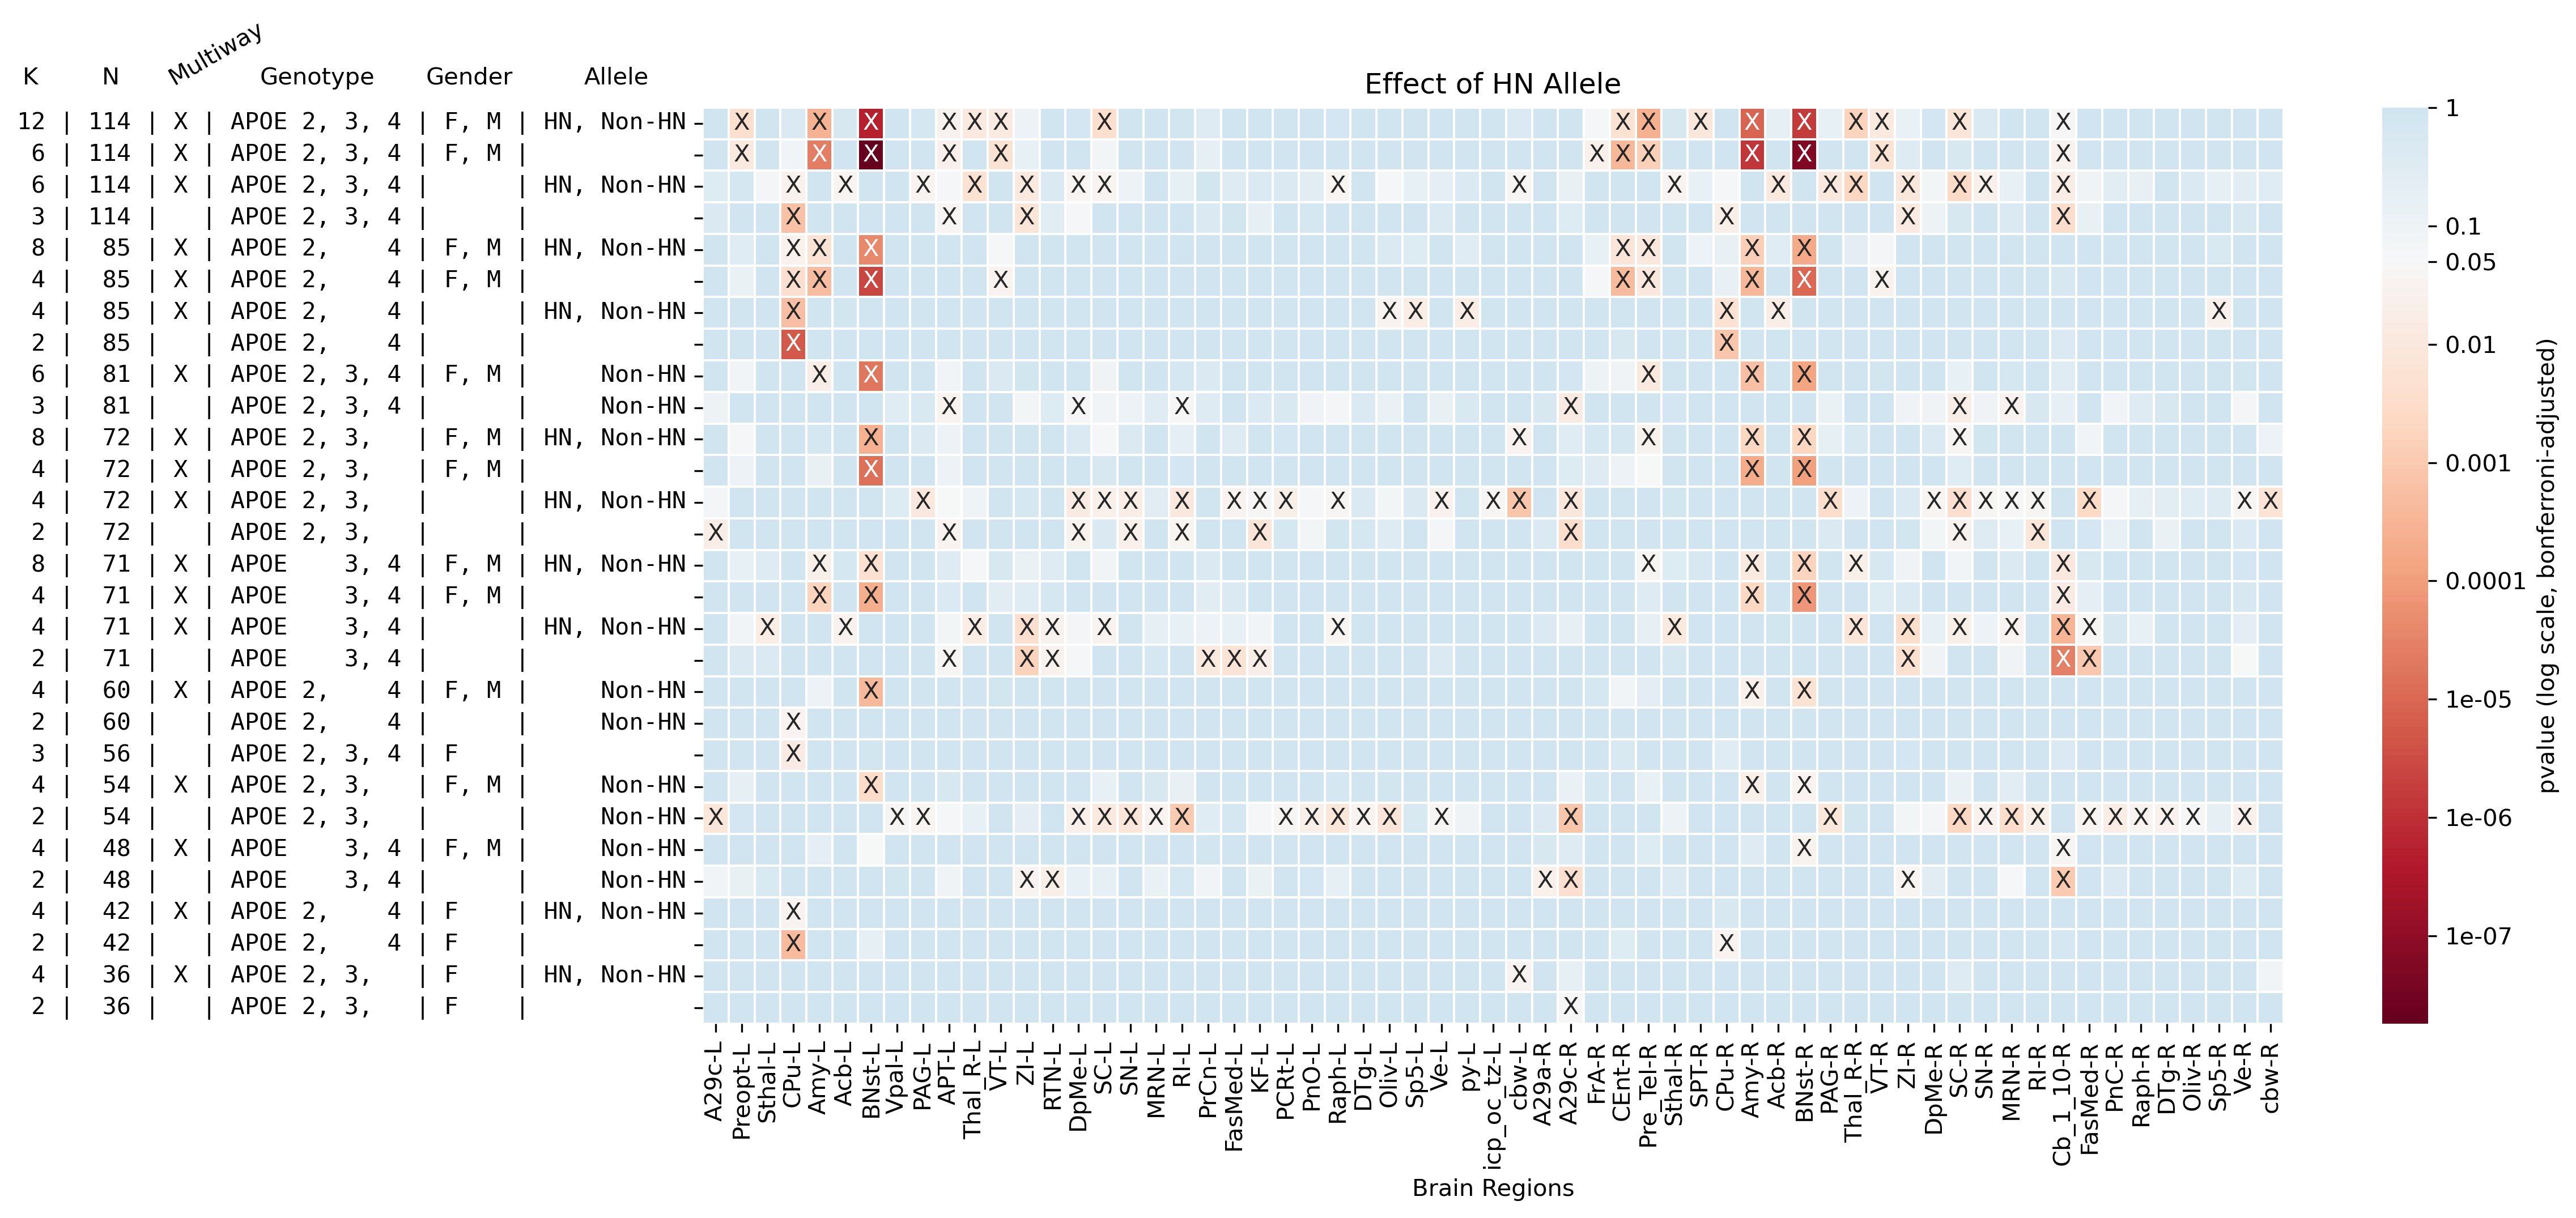 Multiway
K N Genotype Gender Allele
Effect of HN Allele
12 | 114 | X | APOE 2, 3, 4 | F, M | HN, Non-HN X X X X X X X X X X X X X X X X X
6 | 114 | X | APOE 2, 3, 4 | F, M | X X X X X X X X X X X X
6 | 114 | X | APOE 2, 3, 4 | | HN, Non-HN X X X X X X X X X X X X X X X X X
3 | 114 | | APOE 2, 3, 4 | | X X X X X X
8 | 85 | X | APOE 2, 4 | F, M | HN, Non-HN X X X X X X X
4 | 85 | X | APOE 2, 4 | F, M | X X X X X X X X X
4 | 85 | X | APOE 2, 4 | | HN, Non-HN X X X X X X X
2 | 85 | | APOE 2, 4 | | X X
6 | 81 | X | APOE 2, 3, 4 | F, M | Non-HN X X X X X
3 | 81 | | APOE 2, 3, 4 | | Non-HN X X X X X X
8 | 72 | X | APOE 2, 3, | F, M | HN, Non-HN X X X X X X
4 | 72 | X | APOE 2, 3, | F, M | X X X
4 | 72 | X | APOE 2, 3, | | HN, Non-HN X X X X X X X X X X X X X X X X X X X X X X
2 | 72 | | APOE 2, 3, | | X X X X X X X X X
8 | 71 | X | APOE 3, 4 | F, M | HN, Non-HN X X X X X X X
4 | 71 | X | APOE 3, 4 | F, M | X X X X X
4 | 71 | X | APOE 3, 4 | | HN, Non-HN X X X X X X X X X X X X X X
2 | 71 | | APOE 3, 4 | | X X X X X X X X X
4 | 60 | X | APOE 2, 4 | F, M | Non-HN X X X
2 | 60 | | APOE 2, 4 | | Non-HN X
3 | 56 | | APOE 2, 3, 4 | F | X
4 | 54 | X | APOE 2, 3, | F, M | Non-HN X X X
2 | 54 | | APOE 2, 3, | | Non-HN X X X X X X X X X X X X X X X X X X X X X X X X X
4 | 48 | X | APOE 3, 4 | F, M | Non-HN X X
2 | 48 | | APOE 3, 4 | | Non-HN X X X X X X
4 | 42 | X | APOE 2, 4 | F | HN, Non-HN X
2 | 42 | | APOE 2, 4 | F | X X
4 | 36 | X | APOE 2, 3, | F | HN, Non-HN X
2 | 36 | | APOE 2, 3, | F | X
A29c-L
Preopt-L
Sthal-L
CPu-L
Amy-L
Acb-L
BNst-L
Vpal-L
PAG-L
APT-L
Thal_R-L
VT-L
ZI-L
RTN-L
DpMe-L
SC-L
SN-L
MRN-L
RI-L
PrCn-L
FasMed-L
KF-L
PCRt-L
PnO-L
Raph-L
DTg-L
Oliv-L
Sp5-L
Ve-L
py-L
icp_oc_tz-L
cbw-L
A29a-R
A29c-R
FrA-R
CEnt-R
Pre_Tel-R
Sthal-R
SPT-R
CPu-R
Amy-R
Acb-R
BNst-R
PAG-R
Thal_R-R
VT-R
ZI-R
DpMe-R
SC-R
SN-R
MRN-R
RI-R
Cb_1_10-R
FasMed-R
PnC-R
Raph-R
DTg-R
Oliv-R
Sp5-R
Ve-R
cbw-R
Brain Regions
1
0.1
0.05
0.01
0.001
0.0001
1e-05
1e-06
1e-07
pvalue (log scale, bonferroni-adjusted)